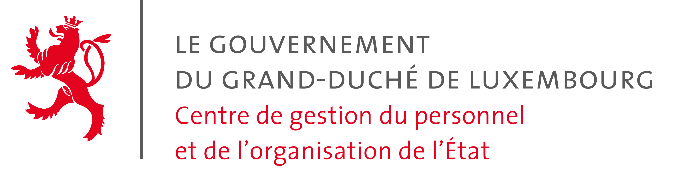 LE GOUVERNEMENT
DU GRAND-DUCHÉ DE LUXEMBOURG
Centre de gestion du personnel
et de l'organisation de l'État